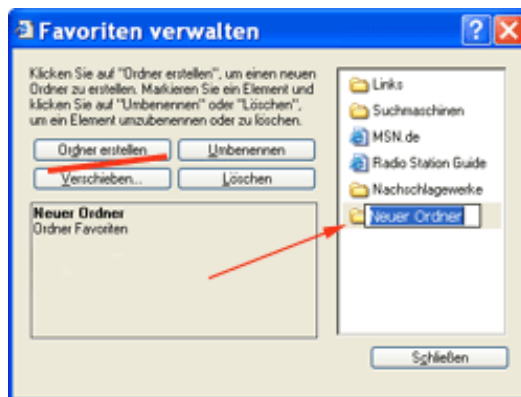 Favoriten verwalten
Klicken Sie auf "Ordner erstellen", um einen neuen
Ordner zu erstellen. Markieren Sie ein Element und
klicken Sie auf "Umbenennen" oder "Löschen",
um ein Element umzubenennen oder zu löschen.
Ordner erstellen
Umbenennen
Verschieben...
Löschen
Neuer Ordner
Ordner Favoriten
Links
Suchmaschinen
MSN.de
Radio Station Guide
Nachschlagewerke
Neuer Ordner
Schließen